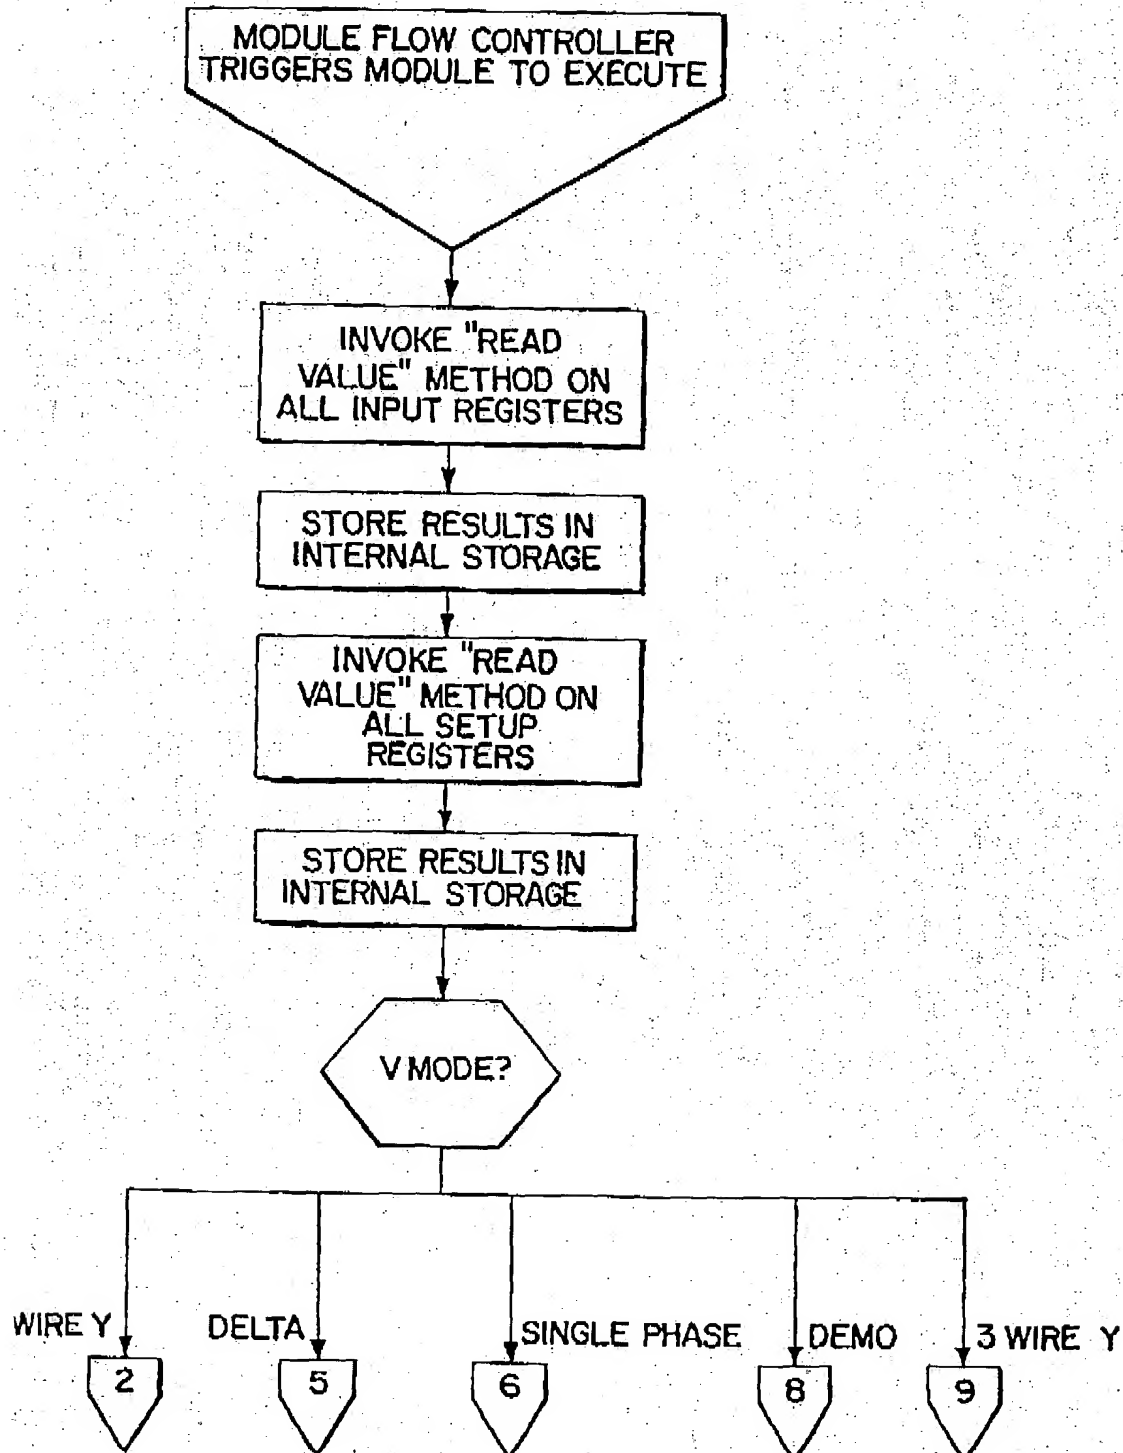 MODULE FLOW CONTROLLER
TRIGGERS MODULE TO EXECUTE
INVOKE "READ
VALUE" METHOD ON
ALL INPUT REGISTERS
STORE RESULTS IN
INTERNAL STORAGE
INVOKE "READ
VALUE" METHOD ON
ALL SETUP
REGISTERS
STORE RESULTS IN
INTERNAL STORAGE
V MODE?
WIRE Y
DELTA
SINGLE PHASE
DEMO
3 WIRE Y
2
5
6
8
9